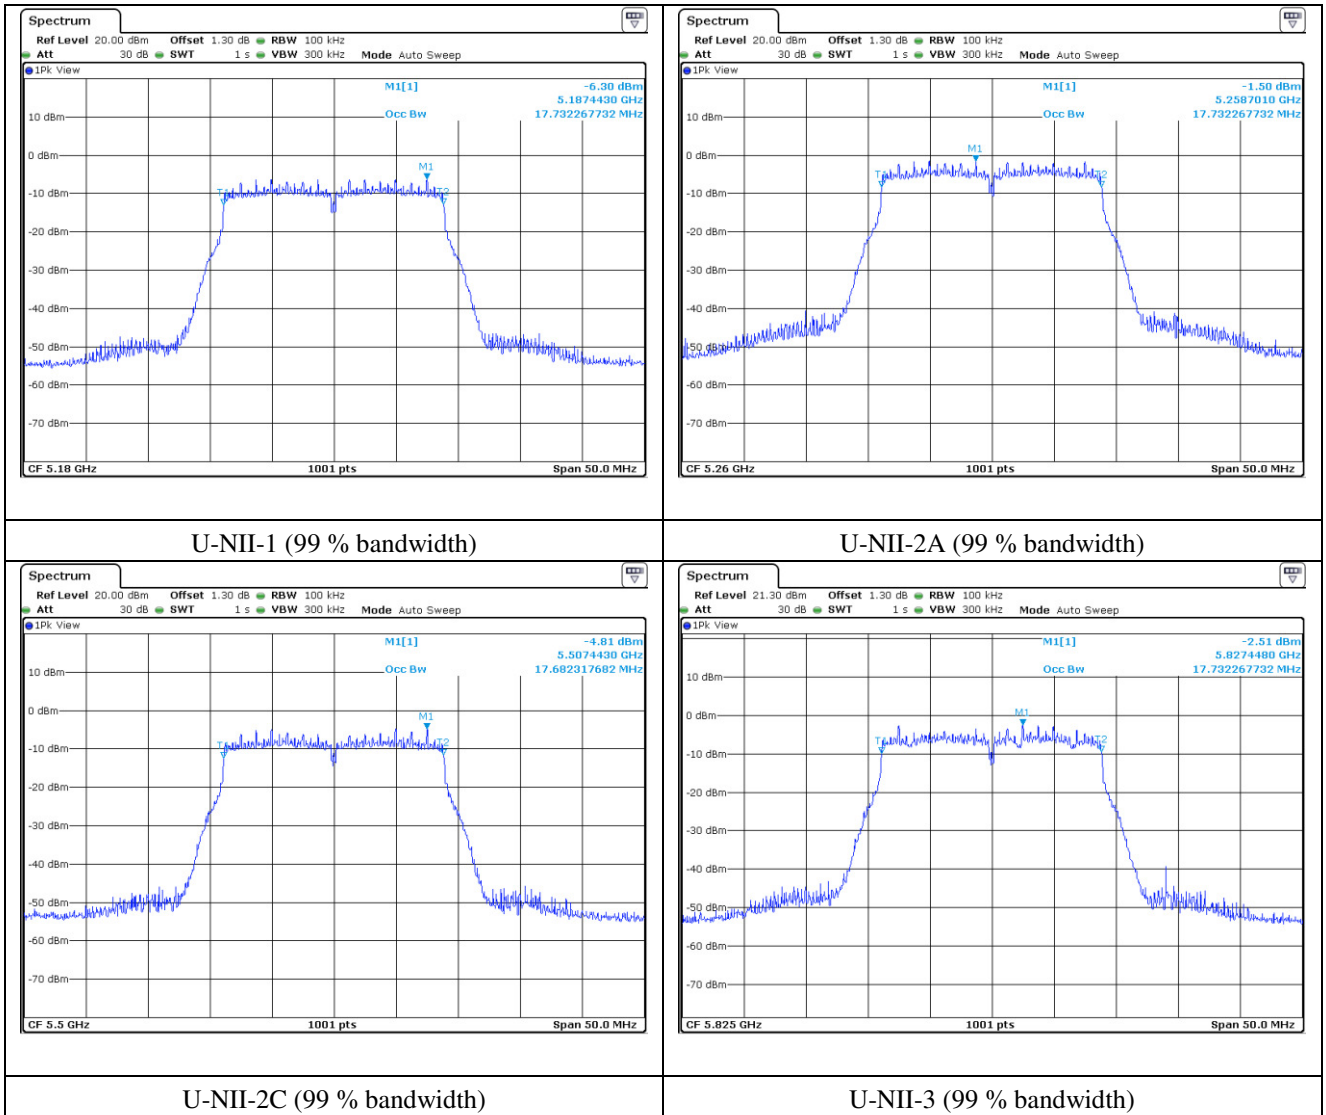 Spectrum
Ref Level 20.00 dBm Offset 1.30 dB RBW 100 kHz
Att 30 dB SWT 1 s VBW 300 kHz Mode Auto Sweep
1Pk View
M1[1] -6.30 dBm
5.1874430 GHz
Occ Bw 17.732267732 MHz
10 dBm
0 dBm
M1
T1 T2
-10 dBm
-20 dBm
-30 dBm
-40 dBm
-50 dBm
-60 dBm
-70 dBm
CF 5.18 GHz 1001 pts Span 50.0 MHz
U-NII-1 (99 % bandwidth)
Spectrum
Ref Level 20.00 dBm Offset 1.30 dB RBW 100 kHz
Att 30 dB SWT 1 s VBW 300 kHz Mode Auto Sweep
1Pk View
M1[1] -1.50 dBm
5.2587010 GHz
Occ Bw 17.732267732 MHz
10 dBm
0 dBm
M1
T1 T2
-10 dBm
-20 dBm
-30 dBm
-40 dBm
-50 dBm
-60 dBm
-70 dBm
CF 5.26 GHz 1001 pts Span 50.0 MHz
U-NII-2A (99 % bandwidth)
Spectrum
Ref Level 20.00 dBm Offset 1.30 dB RBW 100 kHz
Att 30 dB SWT 1 s VBW 300 kHz Mode Auto Sweep
1Pk View
M1[1] -4.81 dBm
5.5074430 GHz
Occ Bw 17.682317682 MHz
10 dBm
0 dBm
M1
T1 T2
-10 dBm
-20 dBm
-30 dBm
-40 dBm
-50 dBm
-60 dBm
-70 dBm
CF 5.5 GHz 1001 pts Span 50.0 MHz
U-NII-2C (99 % bandwidth)
Spectrum
Ref Level 21.30 dBm Offset 1.30 dB RBW 100 kHz
Att 30 dB SWT 1 s VBW 300 kHz Mode Auto Sweep
1Pk View
M1[1] -2.51 dBm
5.8274480 GHz
Occ Bw 17.732267732 MHz
10 dBm
0 dBm
M1
T1 T2
-10 dBm
-20 dBm
-30 dBm
-40 dBm
-50 dBm
-60 dBm
-70 dBm
CF 5.825 GHz 1001 pts Span 50.0 MHz
U-NII-3 (99 % bandwidth)